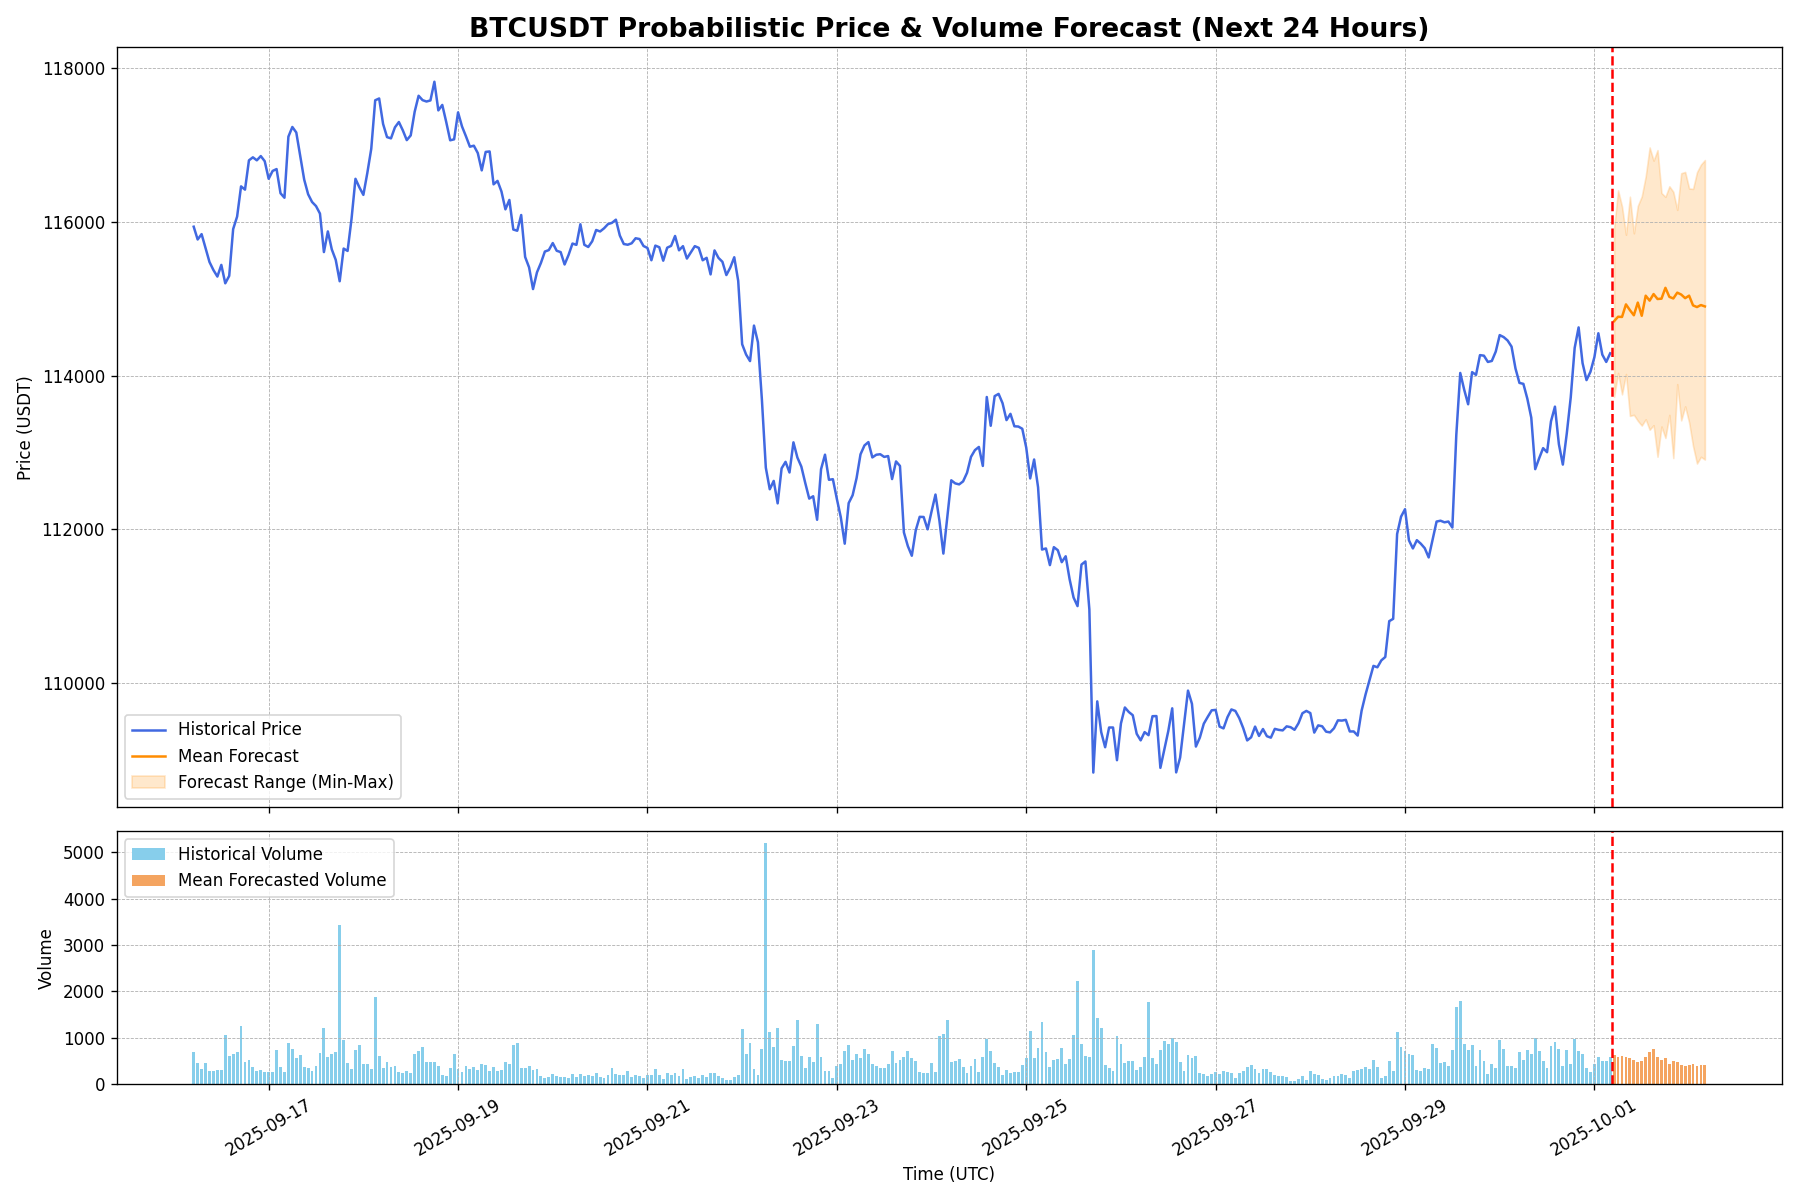 BTCUSDT Probabilistic Price & Volume Forecast (Next 24 Hours)
118000
116000
114000
112000
110000
Price (USDT)
Historical Price
Mean Forecast
Forecast Range (Min-Max)
5000
4000
3000
2000
1000
0
Volume
Historical Volume
Mean Forecasted Volume
2025-09-17
2025-09-19
2025-09-21
2025-09-23
2025-09-25
2025-09-27
2025-09-29
2025-10-01
Time (UTC)